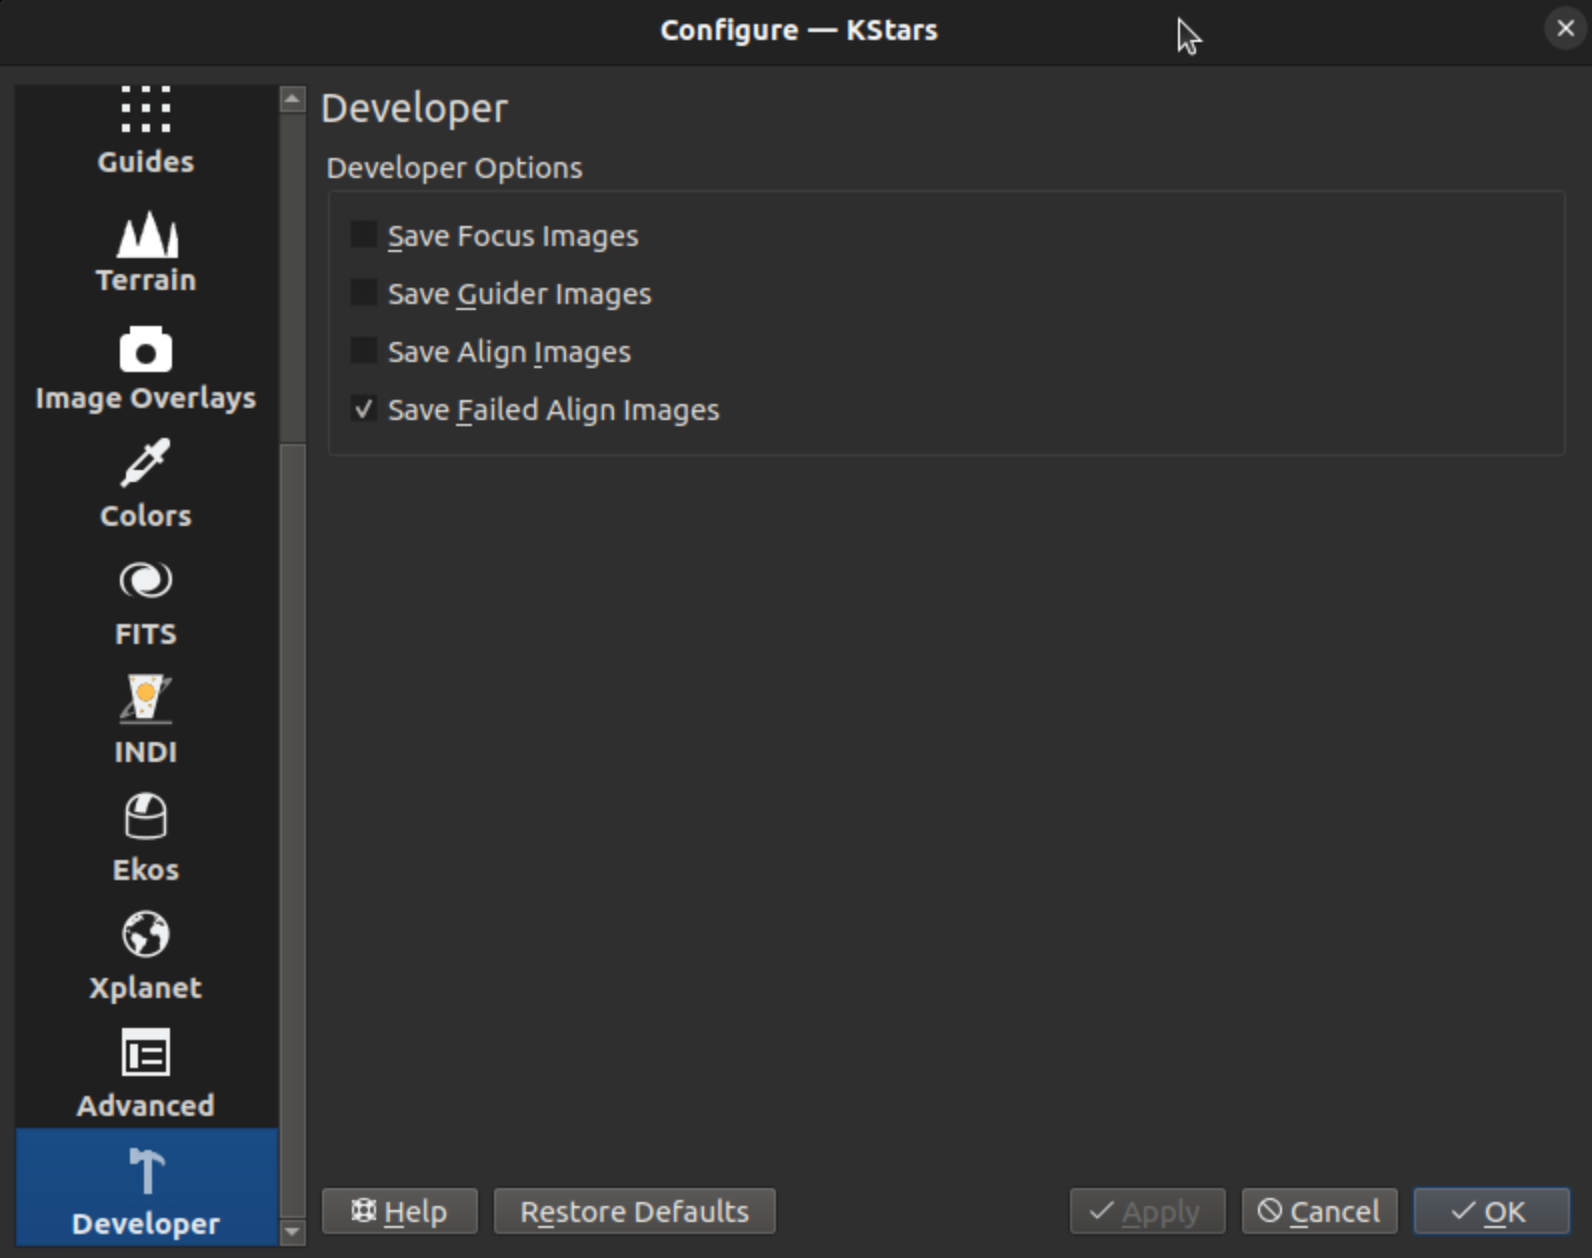 Configure — KStars
Guides
Terrain
Image Overlays
Colors
FITS
INDI
Ekos
Xplanet
Advanced
Developer
Developer
Developer Options
Save Focus Images
Save Guider Images
Save Align Images
Save Failed Align Images
Help
Restore Defaults
Apply
Cancel
OK